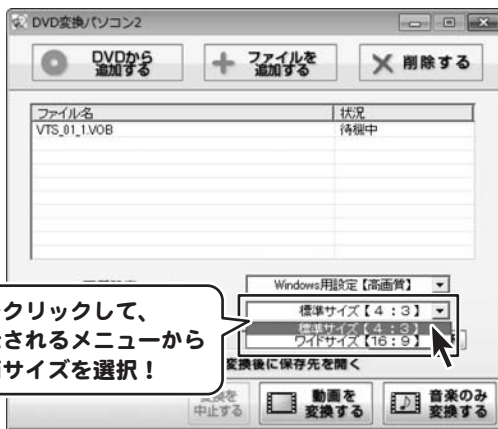 DVD変換パソコン2
DVDから
追加する
ファイルを
追加する
削除する
ファイル名
状況
VTS_01_1.VOB
待機中
Windows用設定【高画質】
標準サイズ【4:3】
標準サイズ【4:3】
ワイドサイズ【16:9】
クリックして、
されるメニューから
サイズを選択！
変換後に保存先を開く
中止する
動画を
変換する
音楽のみ
変換する